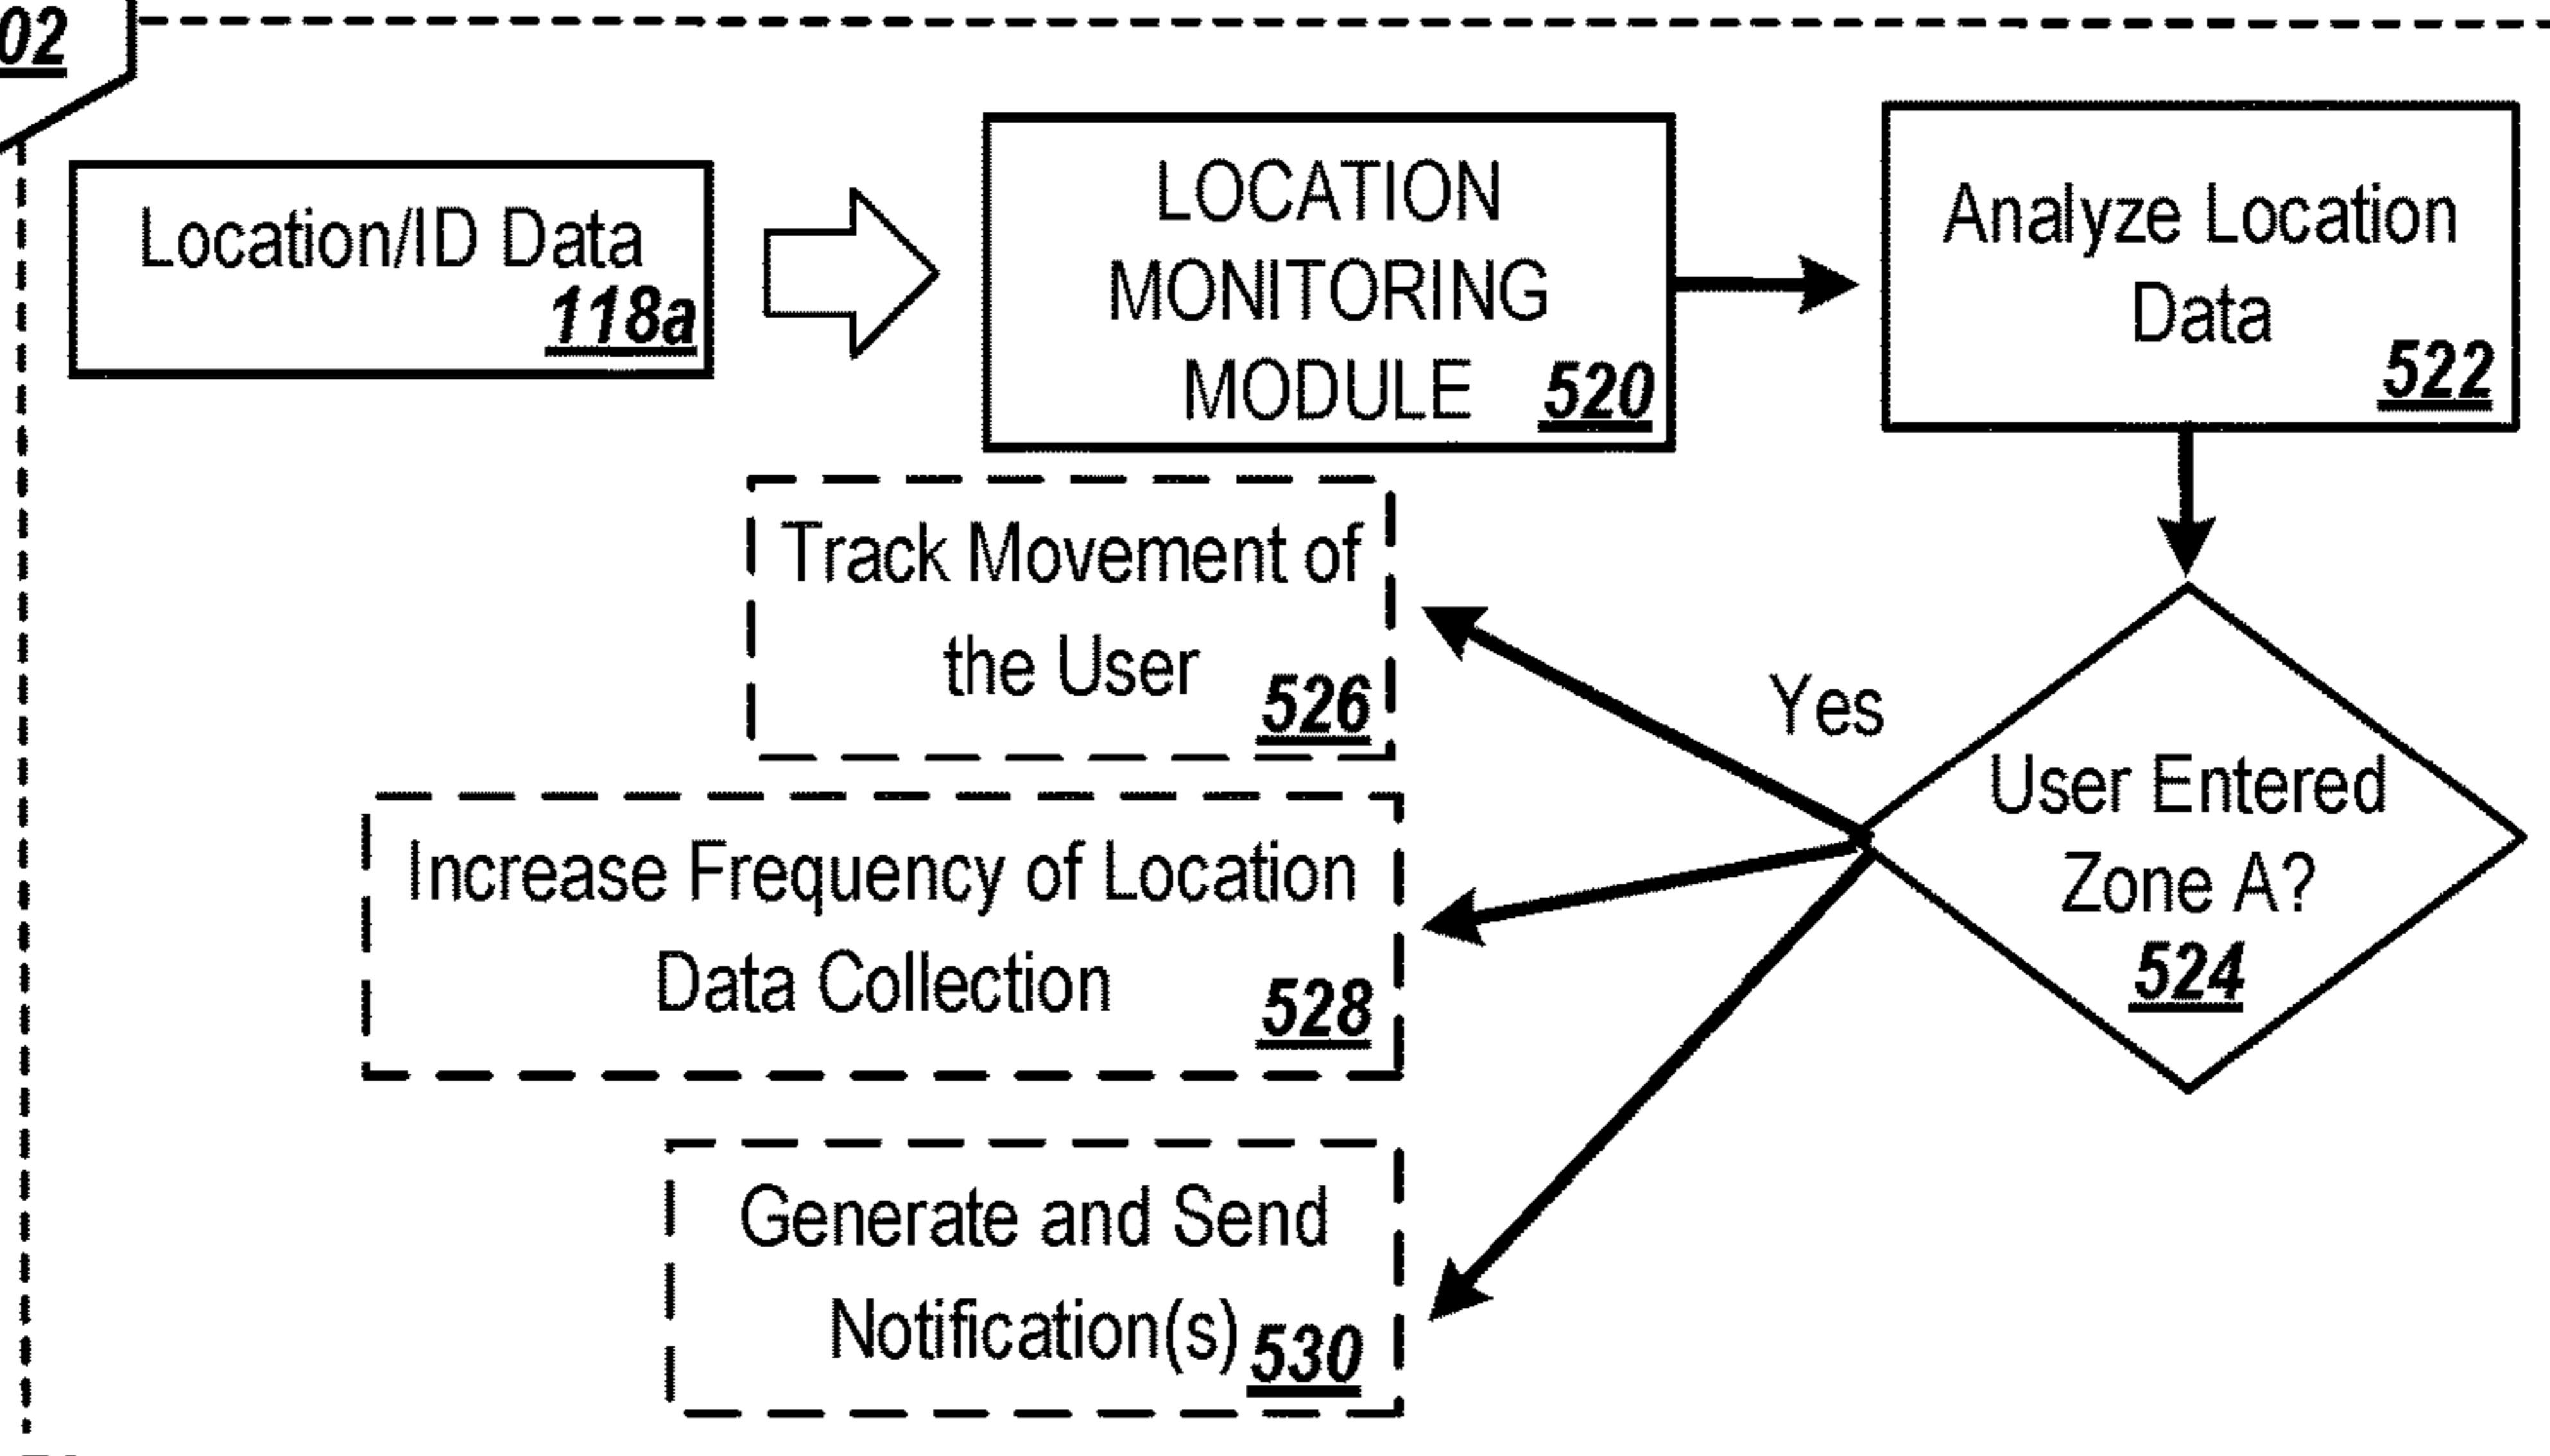 02
Location/ID Data
118a
LOCATION
MONITORING
MODULE 520
Analyze Location
Data
522
Track Movement of
the User
526
Yes
User Entered
Zone A?
524
Increase Frequency of Location
Data Collection
528
Generate and Send
Notification(s) 530